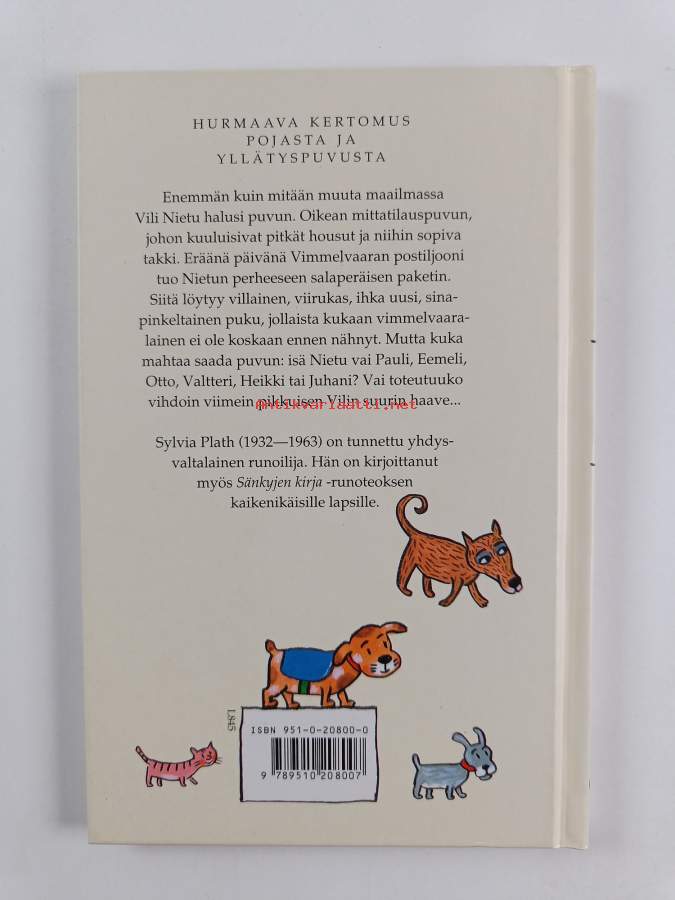 HURMAAVA KERTOMUS
POJASTA JA
YLLÄTYSPUVUSTA
Enemmän kuin mitään muuta maailmassa
Vili Nietu halusi puvun. Oikean mittatilauspuvun,
johon kuuluisivat pitkät housut ja niihin sopiva
takki. Eräänä päivänä Vimmelvaaran postiljooni
tuo Nietun perheeseen salaperäisen paketin.
Siitä löytyy villainen, viirukas, ihka uusi, sina-
pinkeltainen puku, jollaista kukaan vimmelvaara-
lainen ei ole koskaan ennen nähnyt. Mutta kuka
mahtaa saada puvun: isä Nietu vai Pauli, Eemeli,
Otto, Valtteri, Heikki tai Juhani? Vai toteutuuko
vihdoin viimein pikkuisen Vilin suurin haave...
Antikvariaatti.net
Sylvia Plath (1932—1963) on tunnettu yhdys-
valtalainen runoilija. Hän on kirjoittanut
myös Sänkyjen kirja -runoteoksen
kaikenikäisille lapsille.
L845
ISBN 951-0-20800-0
9 789510 208007